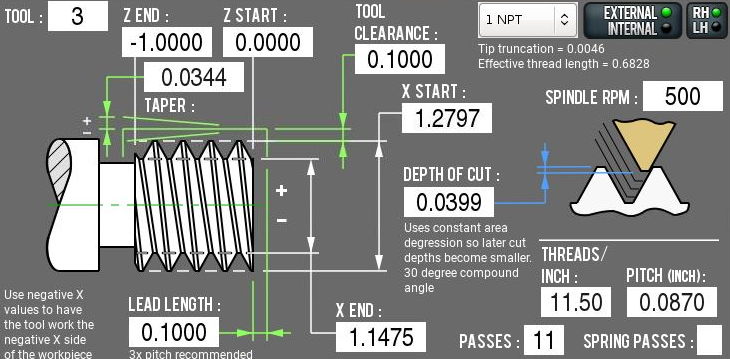 TOOL : 3
Z END :
-1.0000
Z START :
0.0000
TOOL
CLEARANCE :
0.1000
1 NPT
EXTERNAL
INTERNAL
RH
LH
Tip truncation = 0.0046
Effective thread length = 0.6828
0.0344
TAPER :
+
−
X START :
1.2797
SPINDLE RPM : 500
DEPTH OF CUT :
0.0399
Uses constant area
degression so later cut
depths become smaller.
30 degree compound
angle
+
-
THREADS/
INCH :
11.50
PITCH (INCH):
0.0870
Use negative X
values to have
the tool work the
negative X side
of the workpiece
LEAD LENGTH :
0.1000
3x pitch recommended
X END :
1.1475
PASSES : 11
SPRING PASSES :